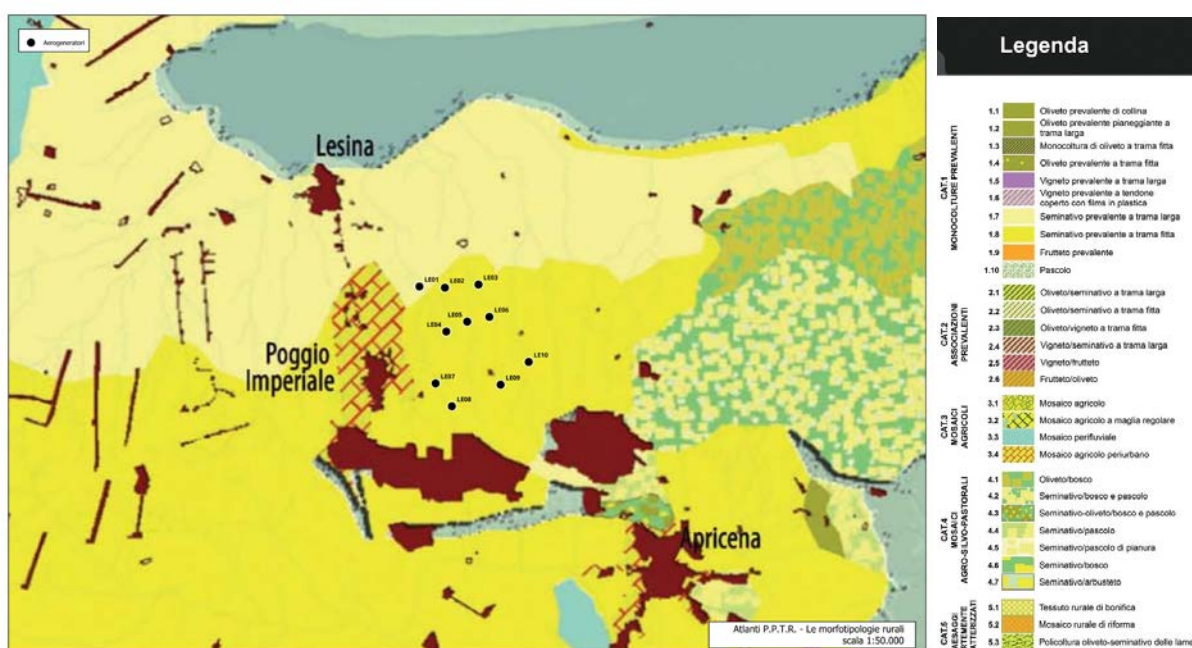 Aerogeneratori
Lesina
LE01
LE02
LE03
LE05
LE06
LE04
Poggio
Imperiale
LE10
LE07
LE09
LE08
Apriceha
Atlanti P.P.T.R. - Le morfotipologie rurali
scala 1:50.000
Legenda
CAT.1
MONOCOLTURE PREVALENTI
1.1 Oliveto prevalente di collina
1.2 Oliveto prevalente pianeggiante a
trama larga
1.3 Monocoltura di oliveto a trama fitta
1.4 Oliveto prevalente a trama fitta
1.5 Vigneto prevalente a trama larga
1.6 Vigneto prevalente a tendone
coperto con films in plastica
1.7 Seminativo prevalente a trama larga
1.8 Seminativo prevalente a trama fitta
1.9 Frutteto prevalente
1.10 Pascolo
CAT.2
ASSOCIAZIONI
PREVALENTI
2.1 Oliveto/seminativo a trama larga
2.2 Oliveto/seminativo a trama fitta
2.3 Oliveto/vigneto a trama fitta
2.4 Vigneto/seminativo a trama larga
2.5 Vigneto/frutteto
2.6 Frutteto/oliveto
CAT.3
MOSAICI
AGRICOLI
3.1 Mosaico agricolo
3.2 Mosaico agricolo a maglia regolare
3.3 Mosaico perifluviale
3.4 Mosaico agricolo periurbano
CAT.4
MOSAICI
AGRO-SILVO-PASTORALI
4.1 Oliveto/bosco
4.2 Seminativo/bosco e pascolo
4.3 Seminativo-oliveto/bosco e pascolo
4.4 Seminativo/pascolo
4.5 Seminativo/pascolo di pianura
4.6 Seminativo/bosco
4.7 Seminativo/arbusteto
CAT.5
5.1 Tessuto rurale di bonifica
5.2 Mosaico rurale di riforma
5.3 Policoltura oliveto-seminativo delle lame